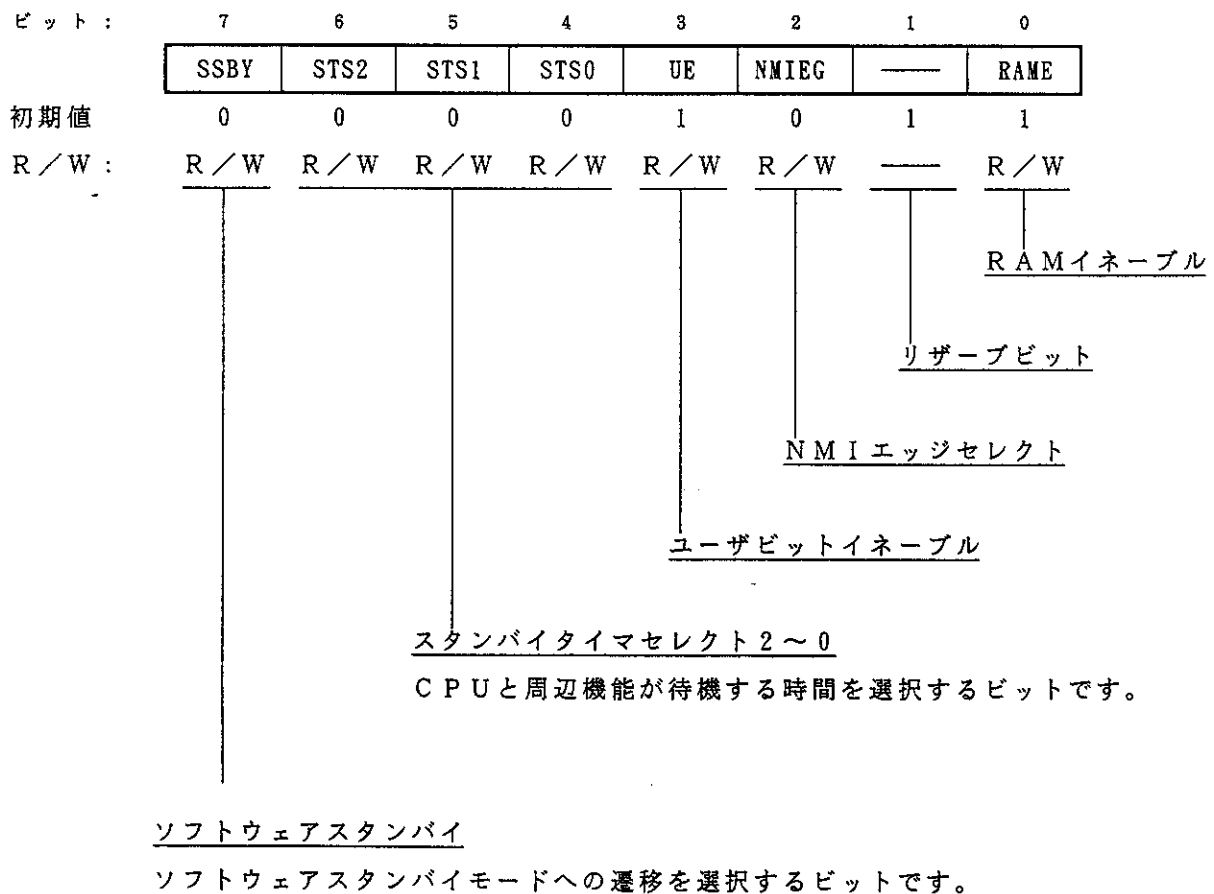 ビット： 7 6 5 4 3 2 1 0
SSBY STS2 STS1 STS0 UE NMIEG ─── RAME
初期値 0 0 0 0 1 0 1 1
R／W： R／W R／W R／W R／W R／W R／W ─── R／W
RAMイネーブル
リザーブビット
NMIエッジセレクト
ユーザビットイネーブル
スタンバイタイマセレクト2～0
CPUと周辺機能が待機する時間を選択するビットです。
ソフトウェアスタンバイ
ソフトウェアスタンバイモードへの遷移を選択するビットです。